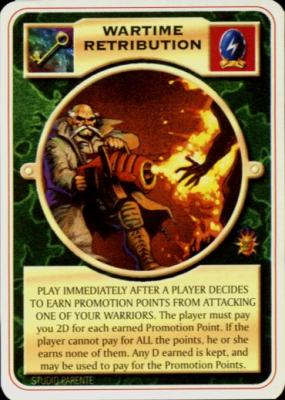 WARTIME
RETRIBUTION
PLAY IMMEDIATELY AFTER A PLAYER DECIDES
TO EARN PROMOTION POINTS FROM ATTACKING
ONE OF YOUR WARRIORS. The player must pay
you 2D for each earned Promotion Point. If the
player cannot pay for ALL the points, he or she
earns none of them. Any D earned is kept, and
may be used to pay for the Promotion Points.
STUDIO PARENTE